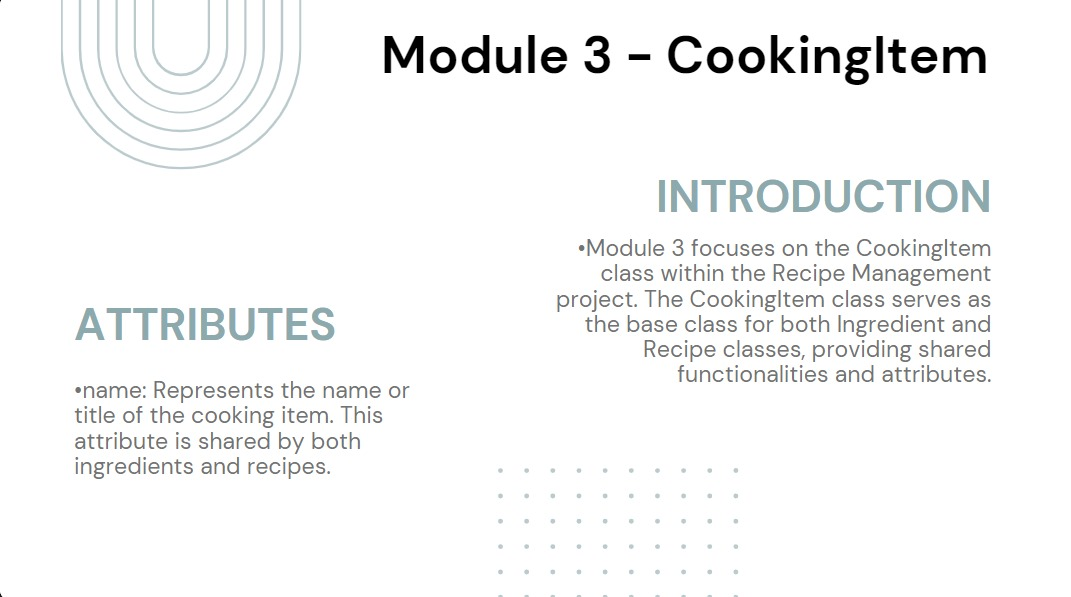 Module 3 - CookingItem
INTRODUCTION
•Module 3 focuses on the CookingItem
class within the Recipe Management
project. The CookingItem class serves as
the base class for both Ingredient and
Recipe classes, providing shared
functionalities and attributes.
ATTRIBUTES
•name: Represents the name or
title of the cooking item. This
attribute is shared by both
ingredients and recipes.